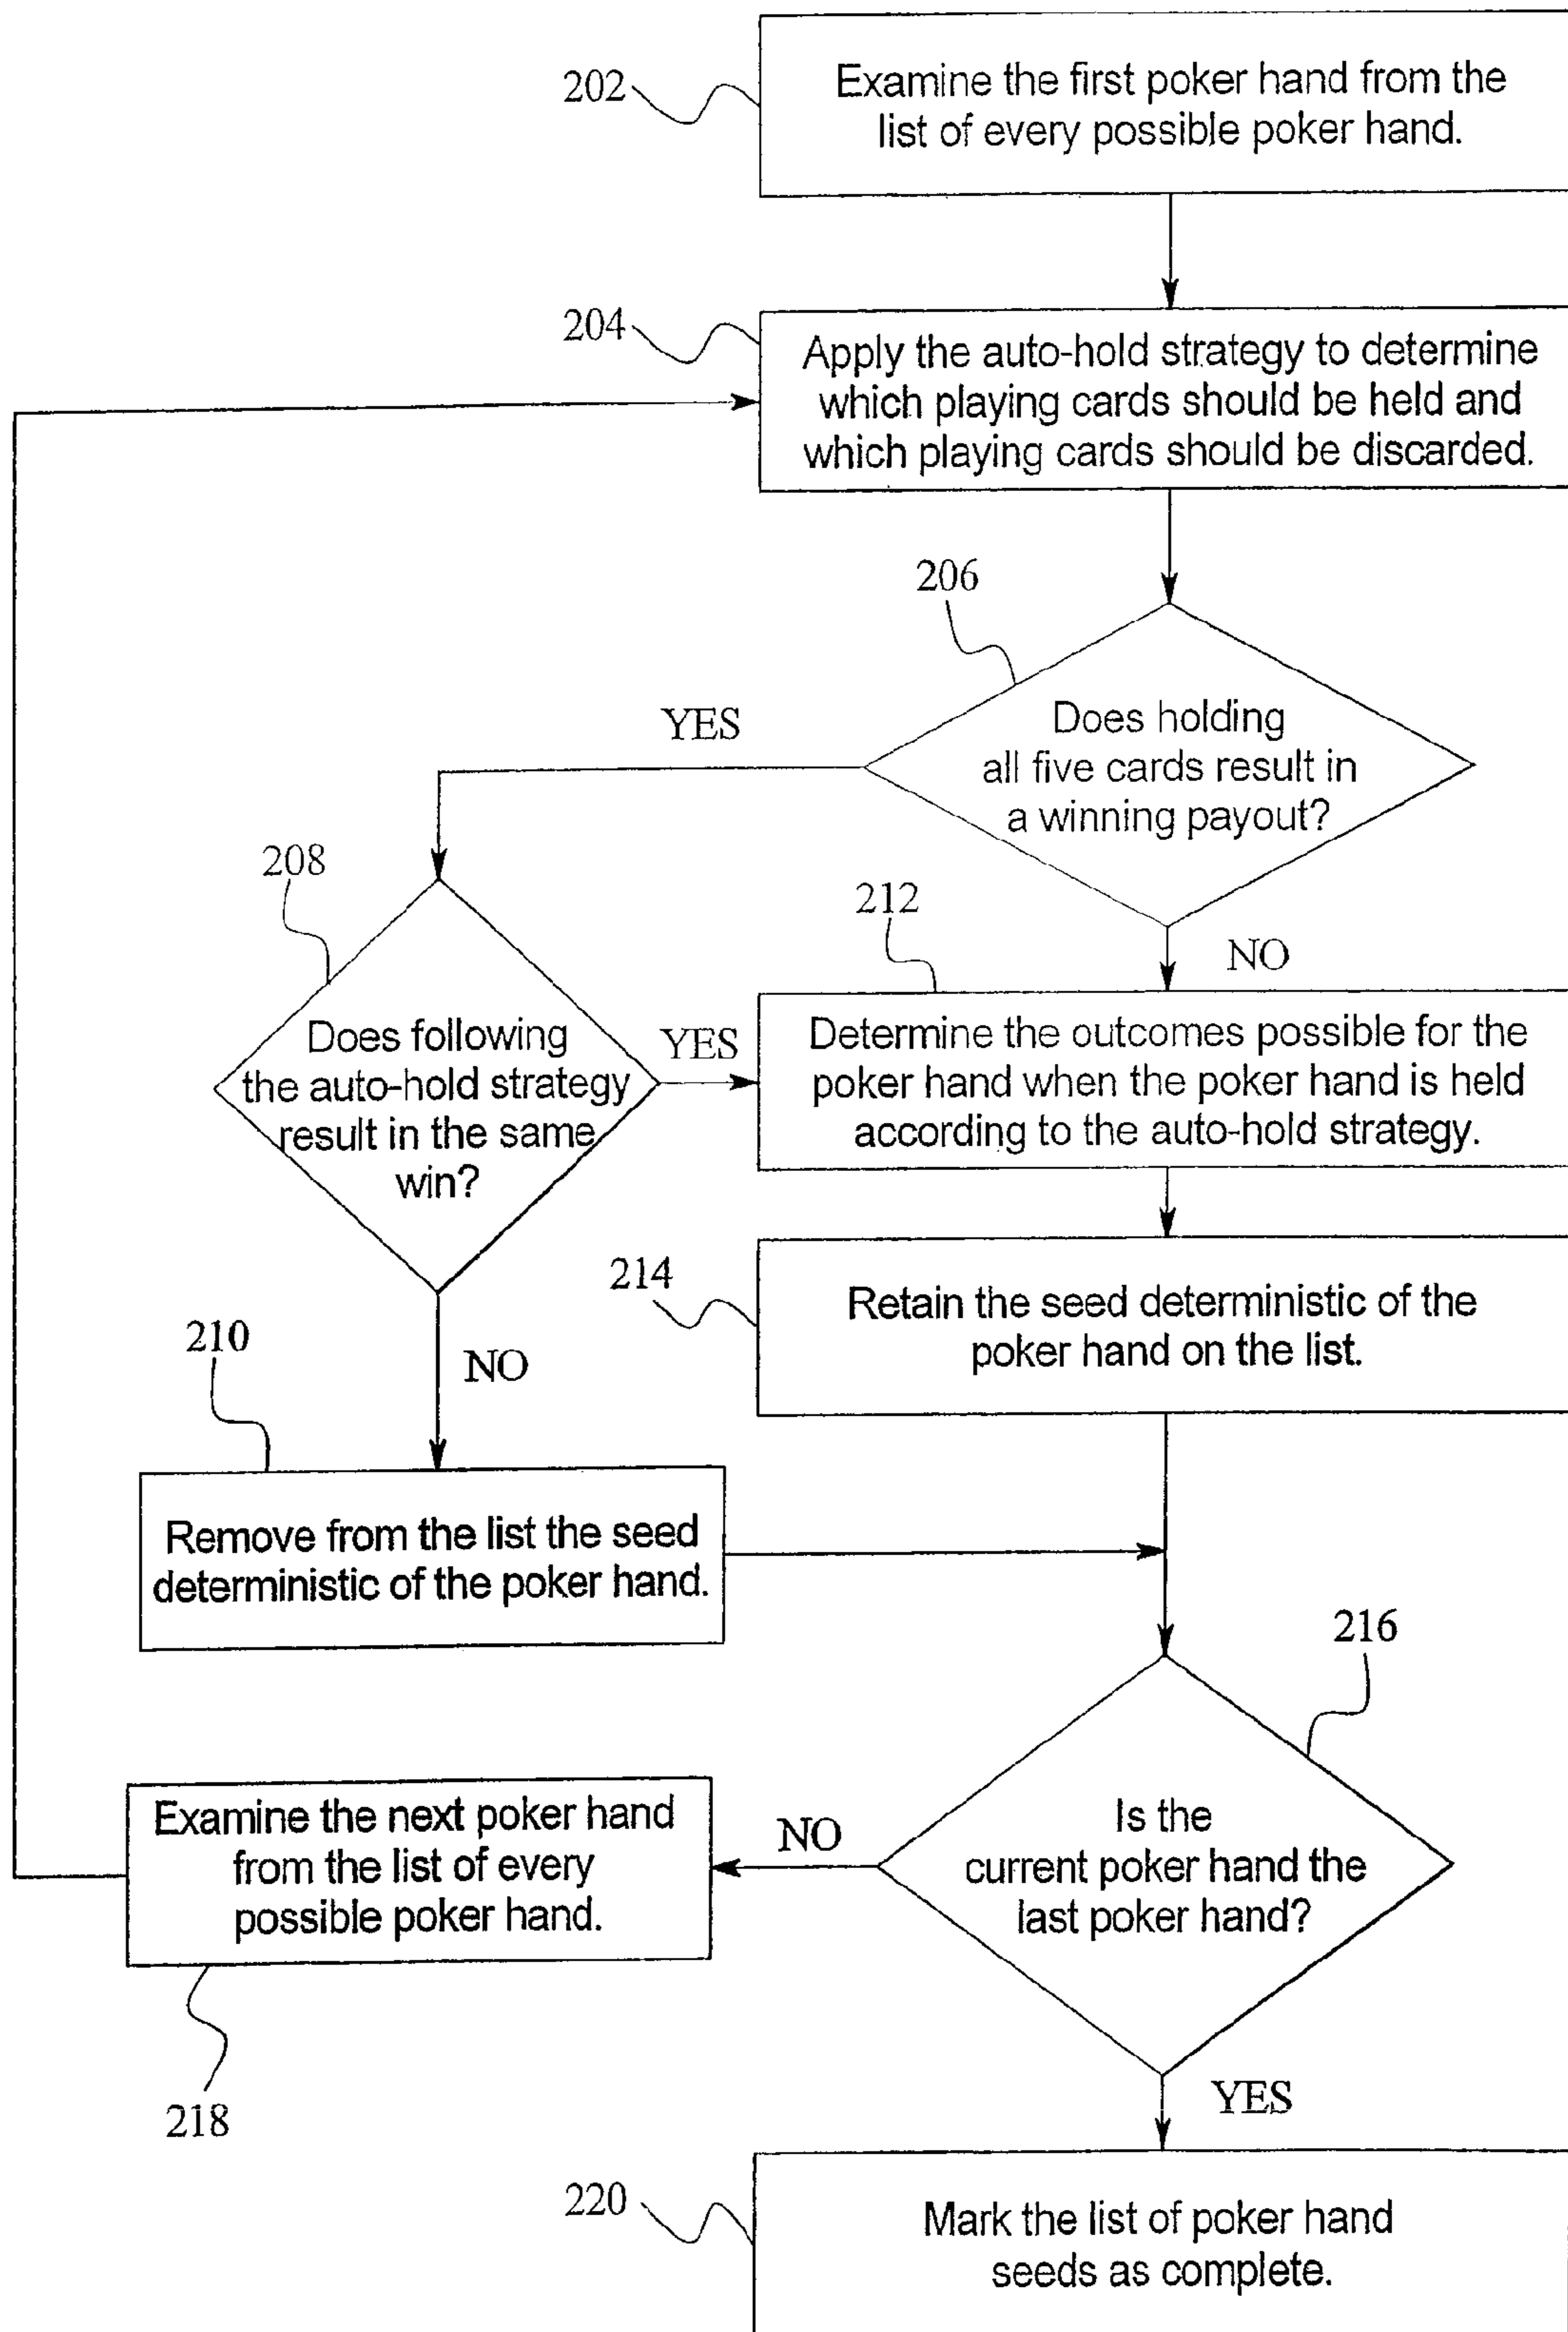 202
Examine the first poker hand from the
list of every possible poker hand.
204
Apply the auto-hold strategy to determine
which playing cards should be held and
which playing cards should be discarded.
206
Does holding
all five cards result in
a winning payout?
YES
208
212
NO
Does following
the auto-hold strategy
result in the same
win?
YES
Determine the outcomes possible for the
poker hand when the poker hand is held
according to the auto-hold strategy.
214
Retain the seed deterministic of the
poker hand on the list.
210
NO
Remove from the list the seed
deterministic of the poker hand.
216
Is the
current poker hand the
last poker hand?
NO
Examine the next poker hand
from the list of every
possible poker hand.
218
YES
220
Mark the list of poker hand
seeds as complete.